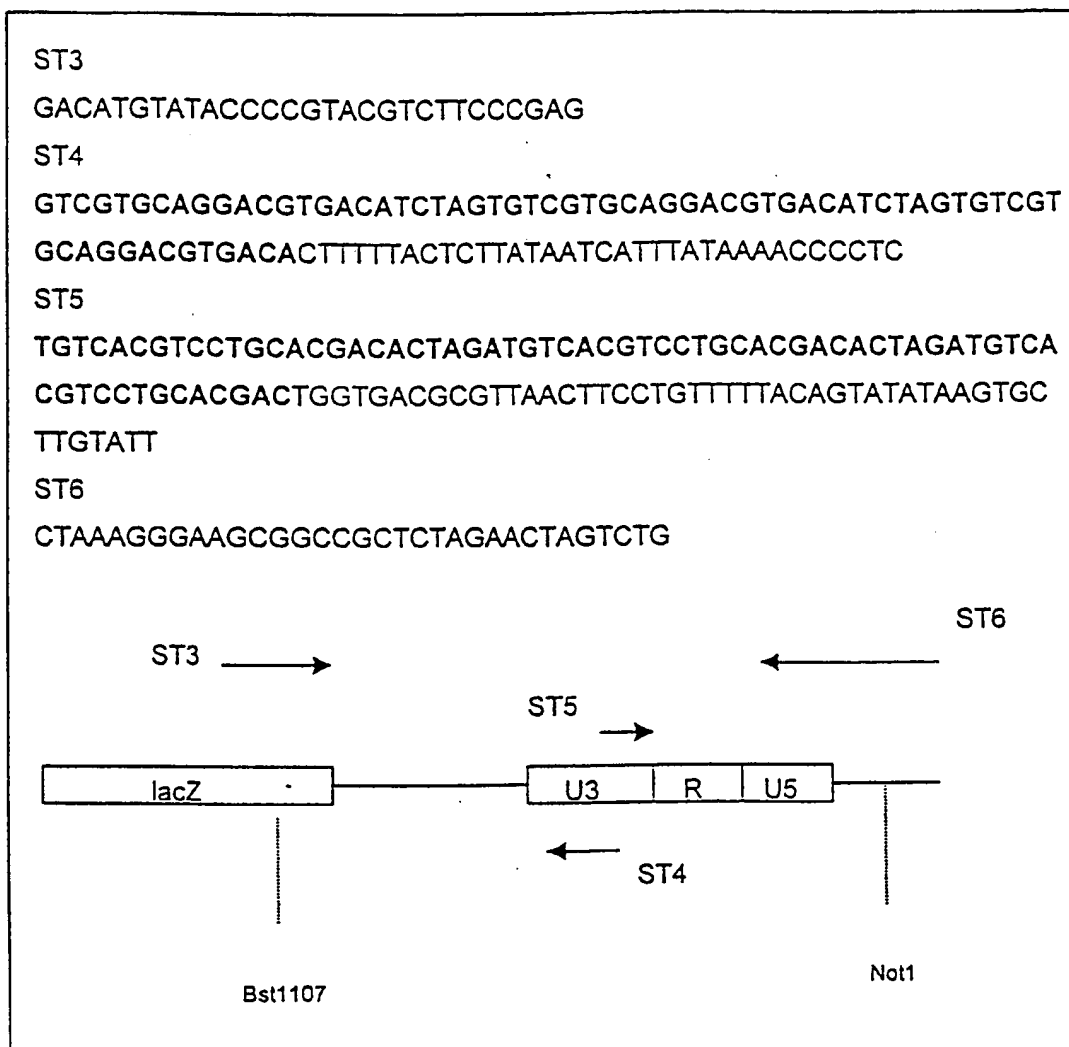 ST3
GACATGTATACCCCGTACGTCTTCCCGAG
ST4
GTCGTGCAGGACGTGACATCTAGTGTCGTGCAGGACGTGACATCTAGTGTCGT
GCAGGACGTGACACTTTTTACTCTTATAATCATTTATAAAACCCCTC
ST5
TGTCACGTCCTGCACGACACTAGATGTCACGTCCTGCACGACACTAGATGTCA
CGTCCTGCACGACTGGTGACGCGTTAACTTCCTGTTTTTACAGTATATAAGTGC
TTGTATT
ST6
CTAAAGGGAAGCGGCCGCTCTAGAACTAGTCTG
ST6
ST3
ST5
lacZ U3 R U5
ST4
Bst1107 Not1